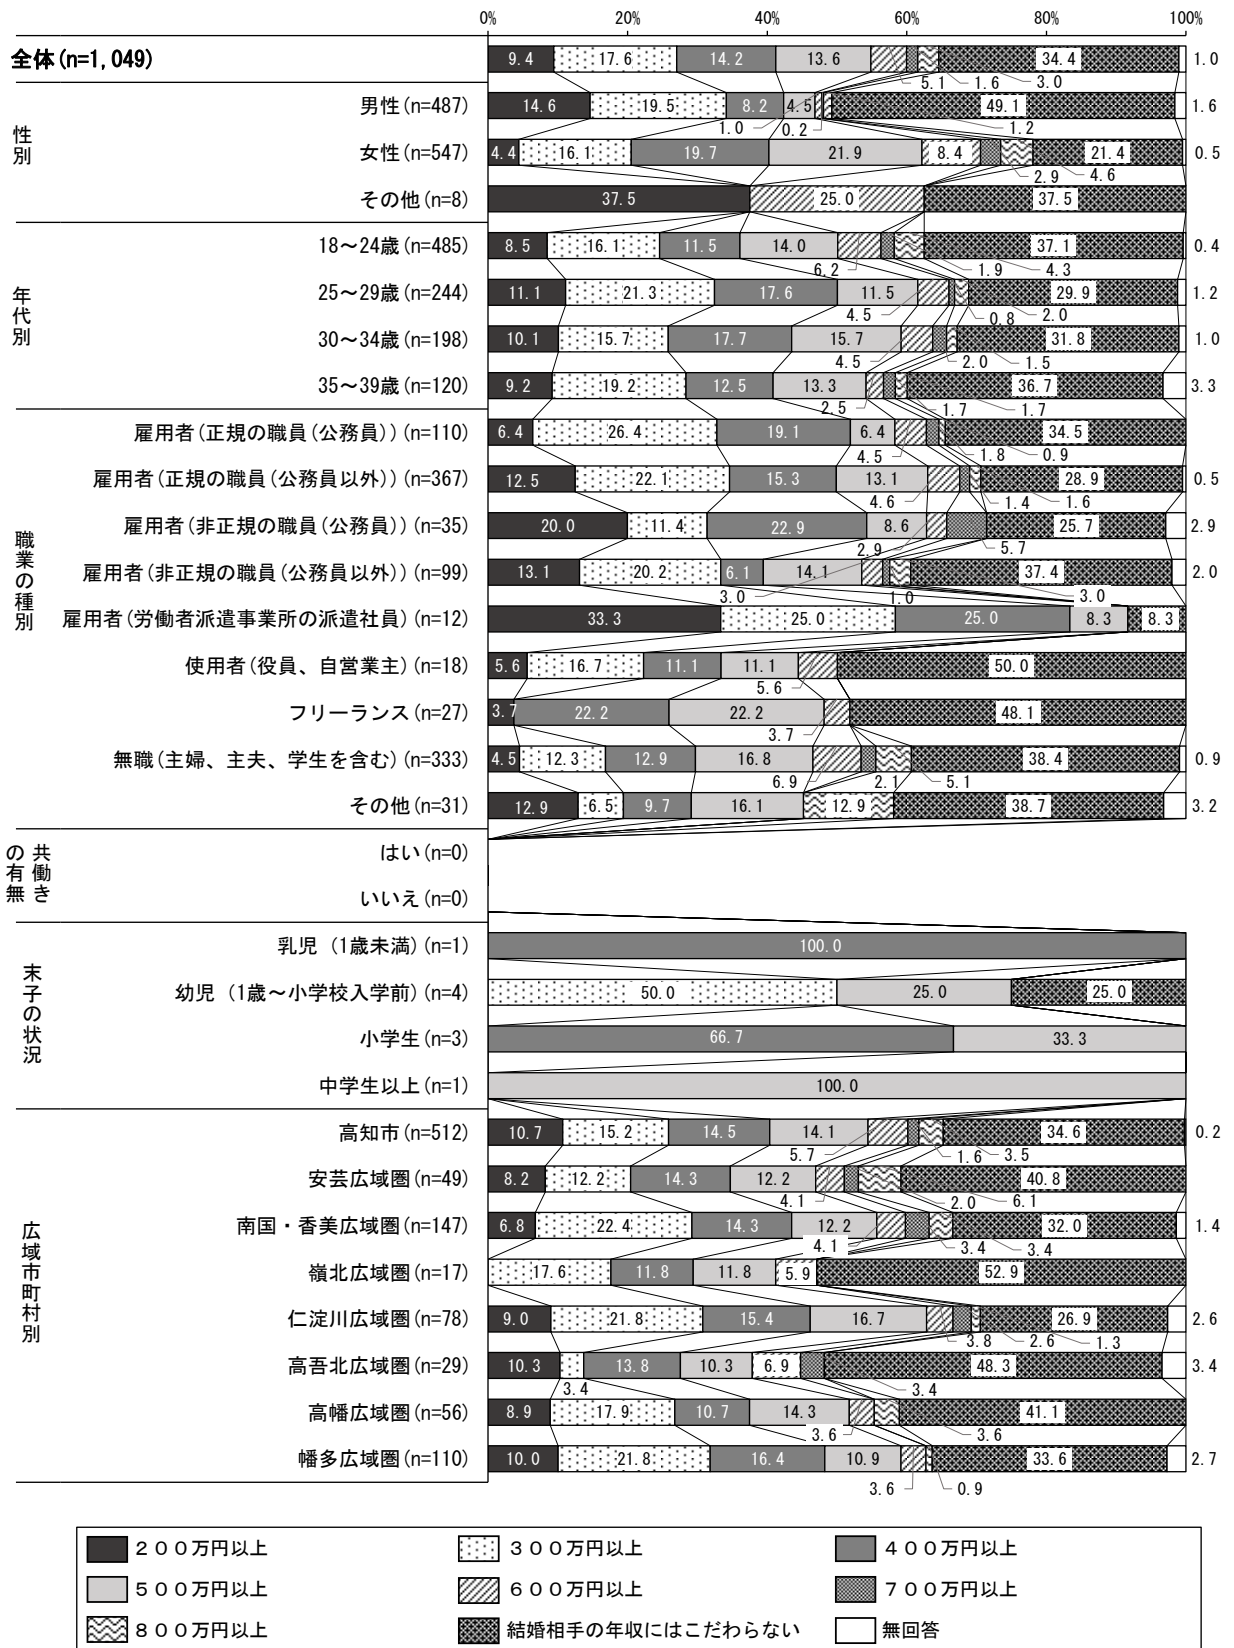 0% 20% 40% 60% 80% 100%
全体(n=1,049) 9.4 17.6 14.2 13.6 34.4 1.0
5.1 1.6 3.0
性別
男性(n=487) 14.6 19.5 8.2 4.5 49.1 1.6
1.0 0.2 1.2
女性(n=547) 4.4 16.1 19.7 21.9 8.4 21.4 0.5
2.9 4.6
その他(n=8) 37.5 25.0 37.5
年代別
18～24歳(n=485) 8.5 16.1 11.5 14.0 37.1 0.4
6.2 1.9 4.3
25～29歳(n=244) 11.1 21.3 17.6 11.5 29.9 1.2
4.5 0.8 2.0
30～34歳(n=198) 10.1 15.7 17.7 15.7 31.8 1.0
4.5 2.0 1.5
35～39歳(n=120) 9.2 19.2 12.5 13.3 36.7 3.3
2.5 1.7 1.7
職業の種別
雇用者(正規の職員(公務員))(n=110) 6.4 26.4 19.1 6.4 34.5
4.5 1.8 0.9
雇用者(正規の職員(公務員以外))(n=367) 12.5 22.1 15.3 13.1 28.9 0.5
4.6 1.4 1.6
雇用者(非正規の職員(公務員))(n=35) 20.0 11.4 22.9 8.6 25.7 2.9
2.9 5.7
雇用者(非正規の職員(公務員以外))(n=99) 13.1 20.2 6.1 14.1 37.4 2.0
3.0 1.0 3.0
雇用者(労働者派遣事業所の派遣社員)(n=12) 33.3 25.0 25.0 8.3 8.3
使用者(役員、自営業主)(n=18) 5.6 16.7 11.1 11.1 50.0
5.6
フリーランス(n=27) 3.7 22.2 22.2 48.1
3.7
無職(主婦、主夫、学生を含む)(n=333) 4.5 12.3 12.9 16.8 38.4 0.9
6.9 2.1 5.1
その他(n=31) 12.9 6.5 9.7 16.1 12.9 38.7 3.2
共働きの有無
はい(n=0)
いいえ(n=0)
末子の状況
乳児（1歳未満）(n=1) 100.0
幼児（1歳～小学校入学前）(n=4) 50.0 25.0 25.0
小学生(n=3) 66.7 33.3
中学生以上(n=1) 100.0
広域市町村別
高知市(n=512) 10.7 15.2 14.5 14.1 34.6 0.2
5.7 1.6 3.5
安芸広域圏(n=49) 8.2 12.2 14.3 12.2 40.8
4.1 2.0 6.1
南国・香美広域圏(n=147) 6.8 22.4 14.3 12.2 32.0 1.4
4.1 3.4 3.4
嶺北広域圏(n=17) 17.6 11.8 11.8 5.9 52.9
仁淀川広域圏(n=78) 9.0 21.8 15.4 16.7 26.9 2.6
3.8 2.6 1.3
高吾北広域圏(n=29) 10.3 13.8 10.3 6.9 48.3 3.4
3.4 3.4
高幡広域圏(n=56) 8.9 17.9 10.7 14.3 41.1
3.6 3.6
幡多広域圏(n=110) 10.0 21.8 16.4 10.9 33.6 2.7
3.6 0.9
２００万円以上 ３００万円以上 ４００万円以上
５００万円以上 ６００万円以上 ７００万円以上
８００万円以上 結婚相手の年収にはこだわらない 無回答